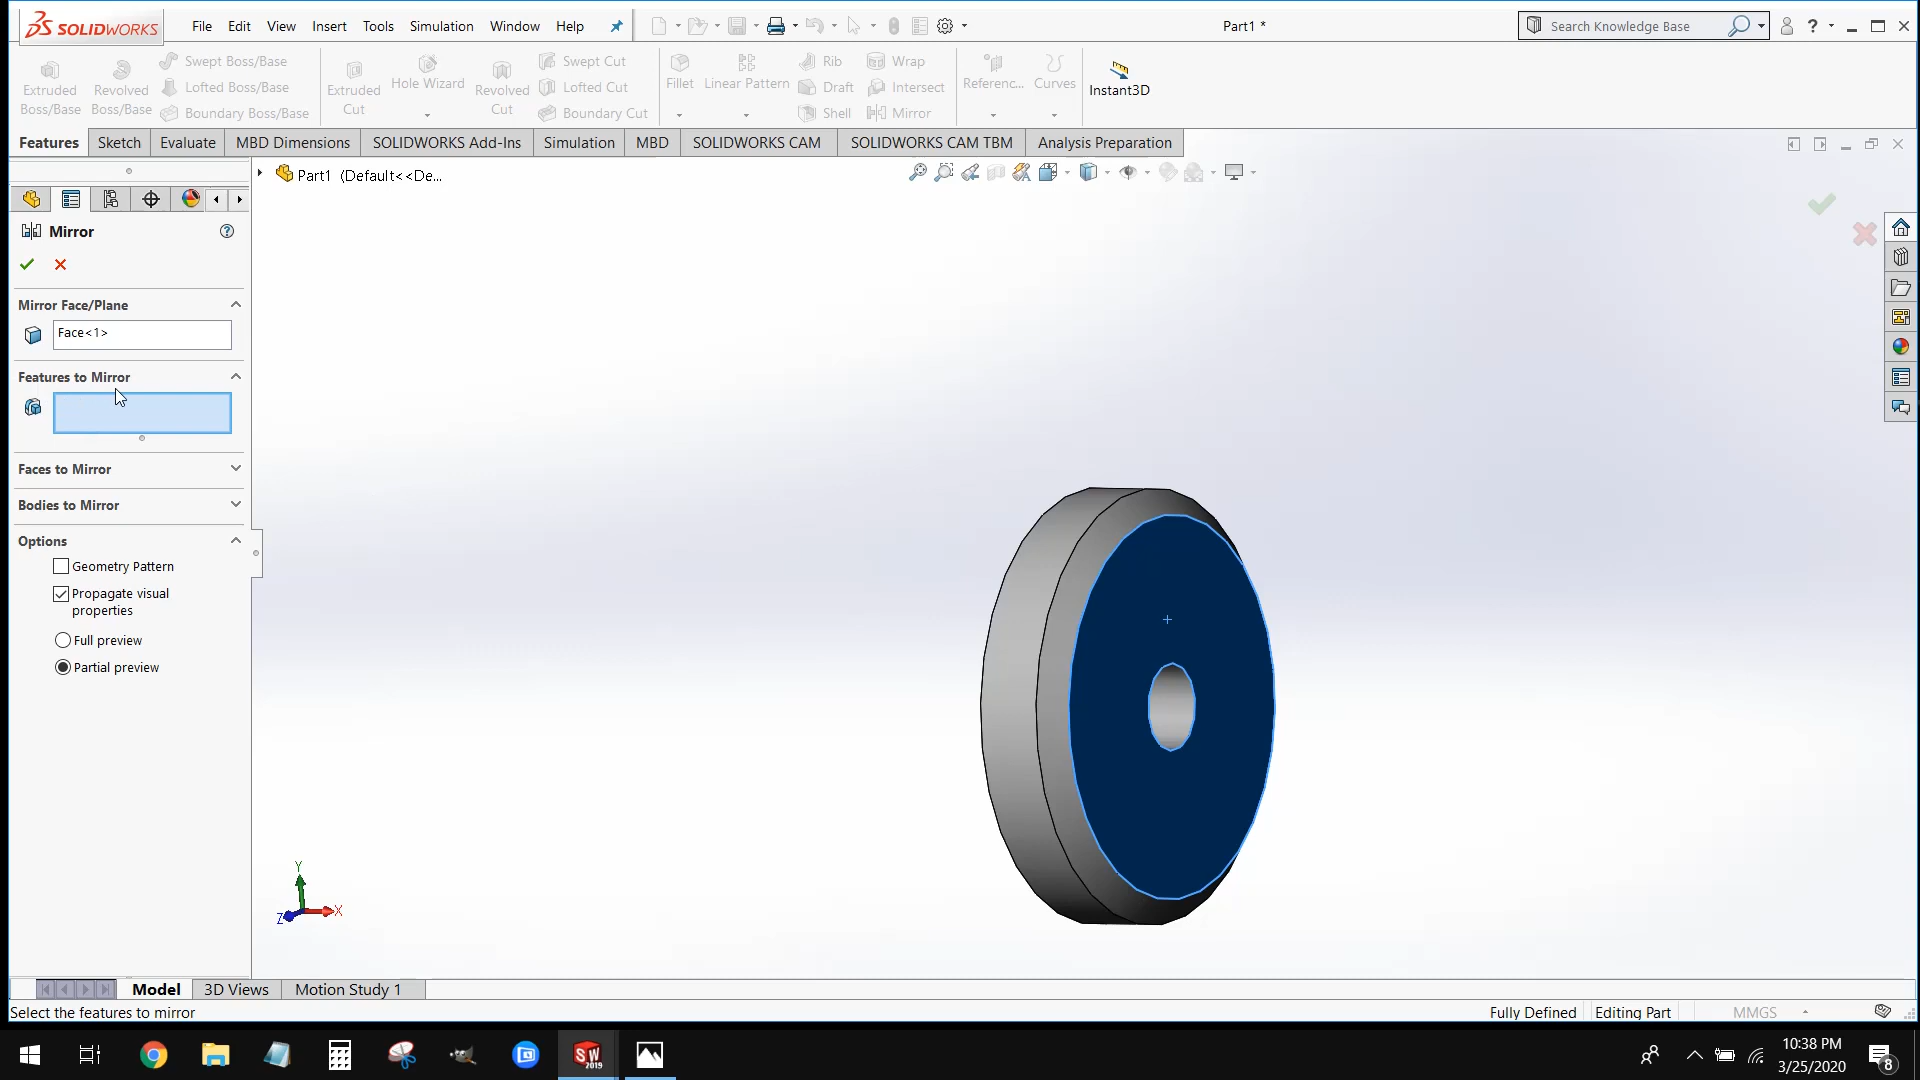 SOLIDWORKS
File Edit View Insert Tools Simulation Window Help
Part1 *
Search Knowledge Base
?
Extruded Boss/Base
Revolved Boss/Base
Swept Boss/Base
Lofted Boss/Base
Boundary Boss/Base
Extruded Cut
Hole Wizard
Revolved Cut
Swept Cut
Lofted Cut
Boundary Cut
Fillet
Linear Pattern
Rib
Draft
Shell
Wrap
Intersect
Mirror
Referenc...
Curves
Instant3D
Features Sketch Evaluate MBD Dimensions SOLIDWORKS Add-Ins Simulation MBD SOLIDWORKS CAM SOLIDWORKS CAM TBM Analysis Preparation
Part1 (Default<<De...
Mirror
?
Mirror Face/Plane
Face<1>
Features to Mirror
Faces to Mirror
Bodies to Mirror
Options
Geometry Pattern
Propagate visual
properties
Full preview
Partial preview
Y
Z X
Model 3D Views Motion Study 1
Select the features to mirror
Fully Defined Editing Part MMGS
SW
2019
10:38 PM
3/25/2020
8